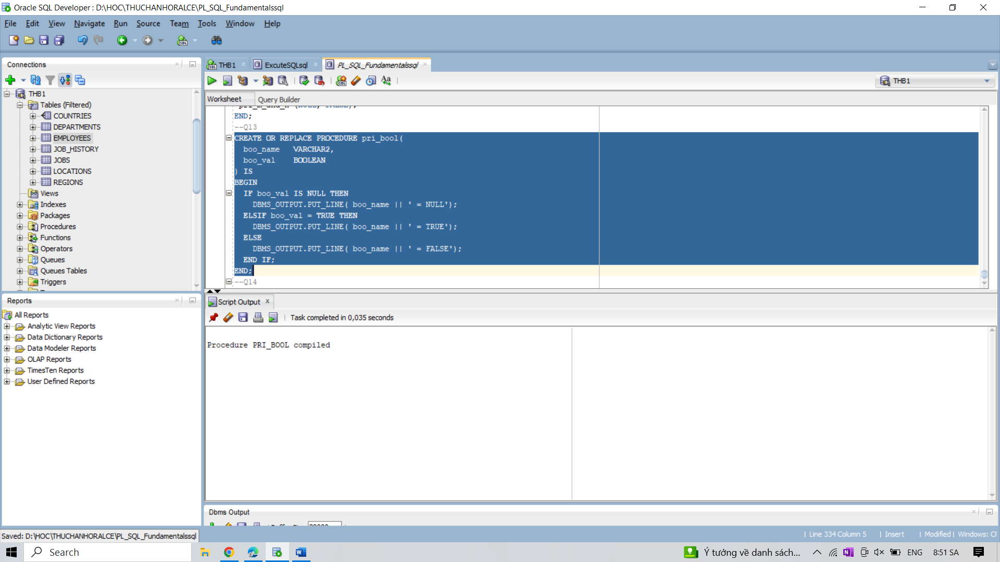 Oracle SQL Developer : D:\HOC\THUCHANHORALCE\PL_SQL_Fundamentalssql
File Edit View Navigate Run Source Team Tools Window Help
Connections
THB1
Tables (Filtered)
COUNTRIES
DEPARTMENTS
EMPLOYEES
JOB_HISTORY
JOBS
LOCATIONS
REGIONS
Views
Indexes
Packages
Procedures
Functions
Operators
Queues
Queues Tables
Triggers
Reports
All Reports
Analytic View Reports
Data Dictionary Reports
Data Modeler Reports
OLAP Reports
TimesTen Reports
User Defined Reports
THB1 ExcuteSQLsql PL_SQL_Fundamentalssql
THB1
Worksheet Query Builder
END;
--Q13
CREATE OR REPLACE PROCEDURE pri_bool(
boo_name VARCHAR2,
boo_val BOOLEAN
) IS
BEGIN
IF boo_val IS NULL THEN
DBMS_OUTPUT.PUT_LINE( boo_name || ' = NULL');
ELSIF boo_val = TRUE THEN
DBMS_OUTPUT.PUT_LINE( boo_name || ' = TRUE');
ELSE
DBMS_OUTPUT.PUT_LINE( boo_name || ' = FALSE');
END IF;
END;
--Q14
Script Output
Task completed in 0,035 seconds
Procedure PRI_BOOL compiled
Dbms Output
Saved: D:\HOC\THUCHANHORALCE\PL_SQL_Fundamentalssql
| Line 334 Column 5 | Insert | Modified | Windows:
Search
Ý tưởng về danh sách...
ENG
8:51 SA